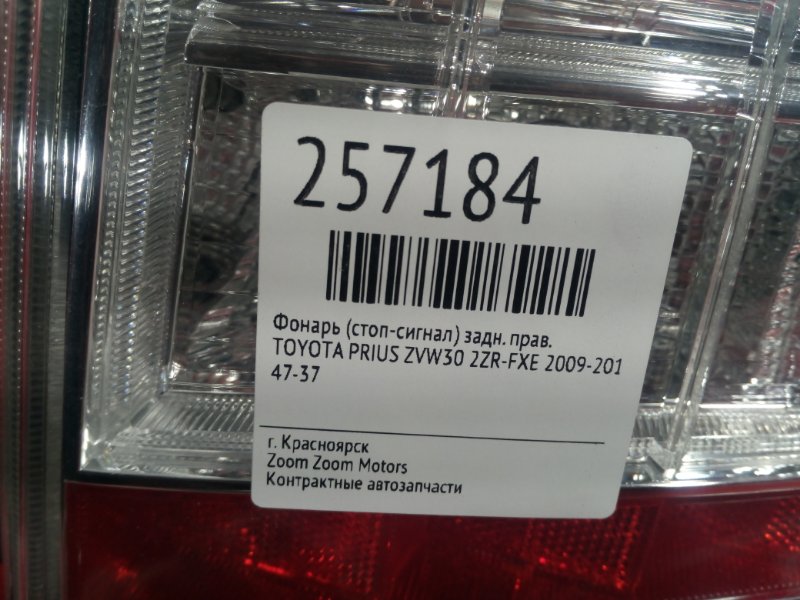 257184
Фонарь (стоп-сигнал) задн. прав.
TOYOTA PRIUS ZVW30 2ZR-FXE 2009-201
47-37
г. Красноярск
Zoom Zoom Motors
Контрактные автозапчасти